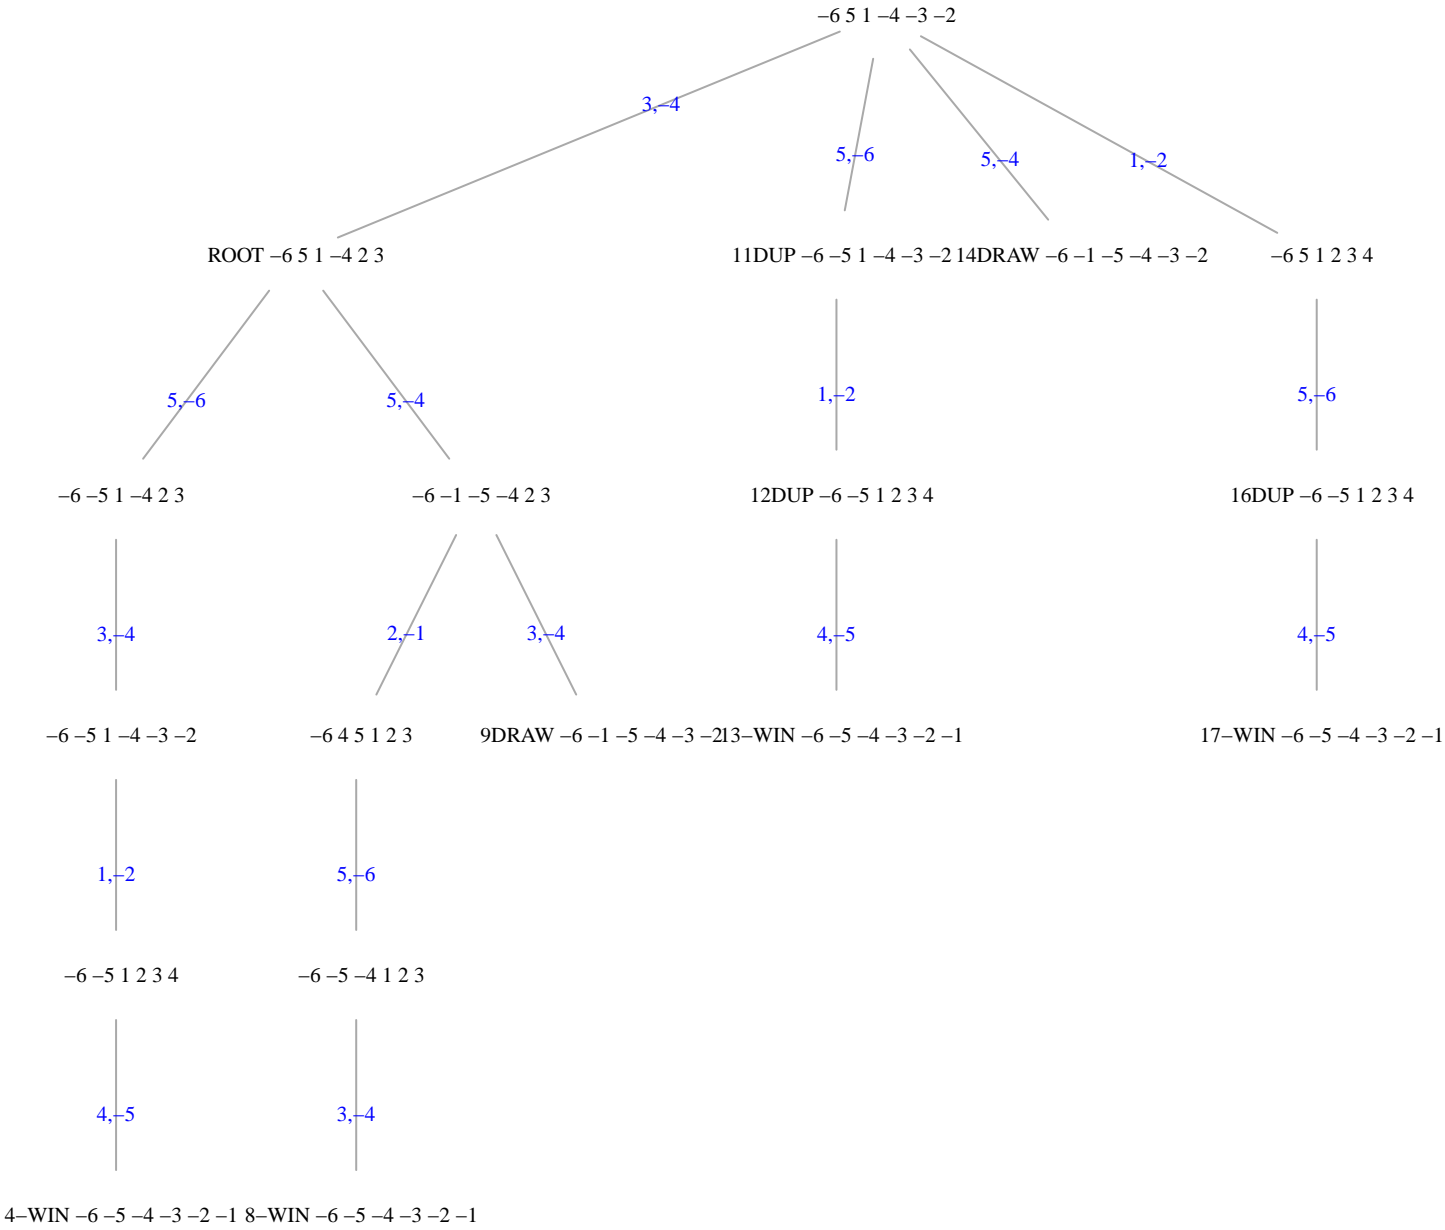 −6 5 1 −4 −3 −2
3,−4
5,−6
5,−4
1,−2
ROOT −6 5 1 −4 2 3
11DUP −6 −5 1 −4 −3 −2
14DRAW −6 −1 −5 −4 −3 −2
−6 5 1 2 3 4
5,−6
5,−4
1,−2
5,−6
−6 −5 1 −4 2 3
−6 −1 −5 −4 2 3
12DUP −6 −5 1 2 3 4
16DUP −6 −5 1 2 3 4
3,−4
2,−1
3,−4
4,−5
4,−5
−6 −5 1 −4 −3 −2
−6 4 5 1 2 3
9DRAW −6 −1 −5 −4 −3 −2
13−WIN −6 −5 −4 −3 −2 −1
17−WIN −6 −5 −4 −3 −2 −1
1,−2
5,−6
−6 −5 1 2 3 4
−6 −5 −4 1 2 3
4,−5
3,−4
4−WIN −6 −5 −4 −3 −2 −1
8−WIN −6 −5 −4 −3 −2 −1